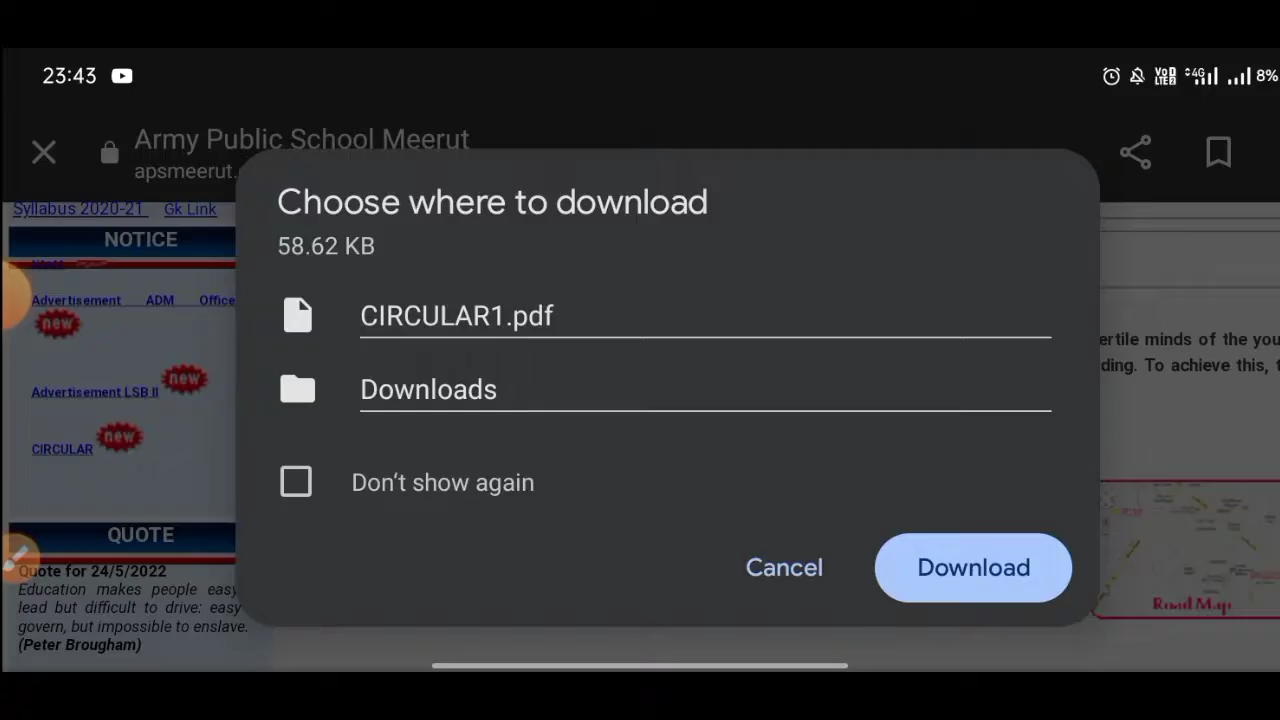 23:43
VoD LTE2 4G 8%
Army Public School Meerut
apsmeerut.
Syllabus 2020-21 Gk Link
NOTICE
Advertisement ADM Office
new
Advertisement LSB II new
CIRCULAR new
QUOTE
Quote for 24/5/2022
Education makes people easy
lead but difficult to drive: easy
govern, but impossible to enslave.
(Peter Brougham)
Choose where to download
58.62 KB
CIRCULAR1.pdf
Downloads
Don't show again
Cancel Download
ertile minds of the you
ding. To achieve this, t
Road Map